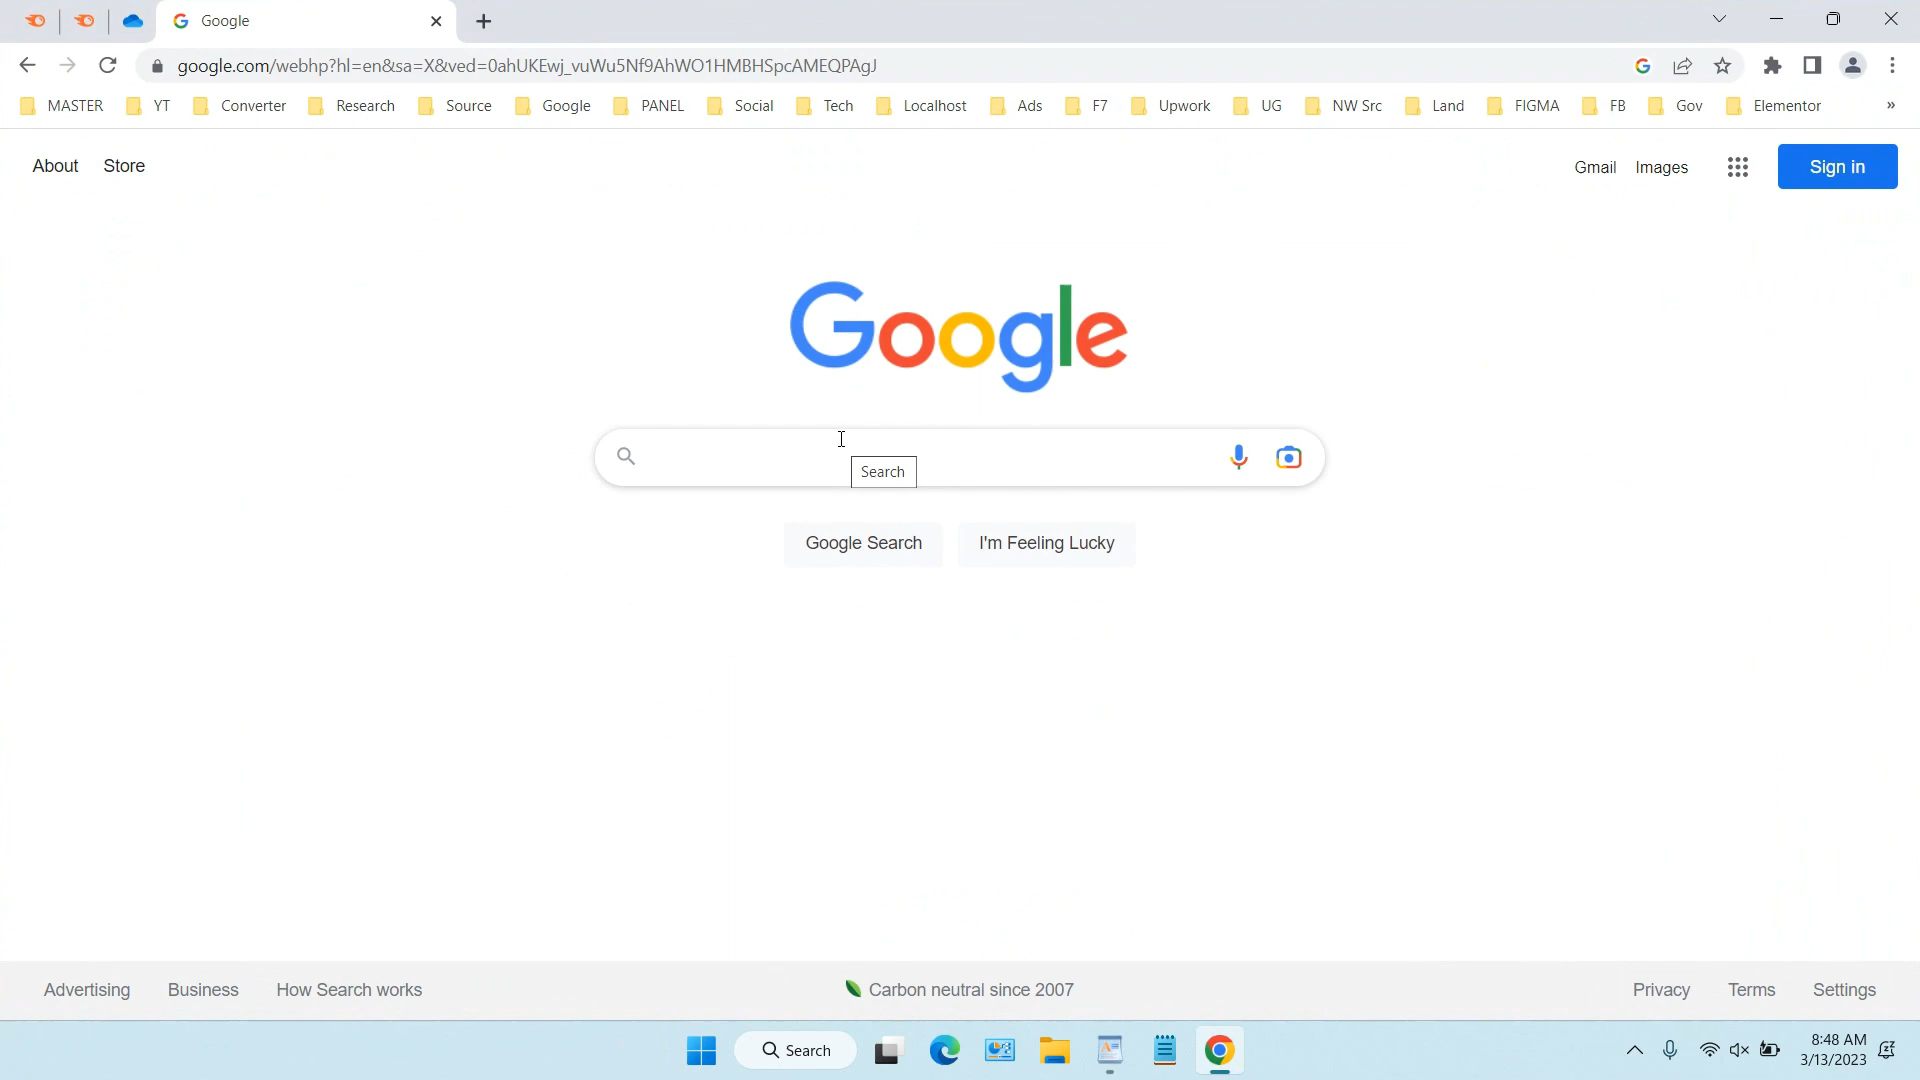 Google
google.com/webhp?hl=en&sa=X&ved=0ahUKEwj_vuWu5Nf9AhWO1HMBHSpcAMEQPAgJ
MASTER YT Converter Research Source Google PANEL Social Tech Localhost Ads F7 Upwork UG NW Src Land FIGMA FB Gov Elementor »
About Store Gmail Images Sign in
Google
Search
Google Search I'm Feeling Lucky
Advertising Business How Search works Carbon neutral since 2007 Privacy Terms Settings
Search 8:48 AM
3/13/2023